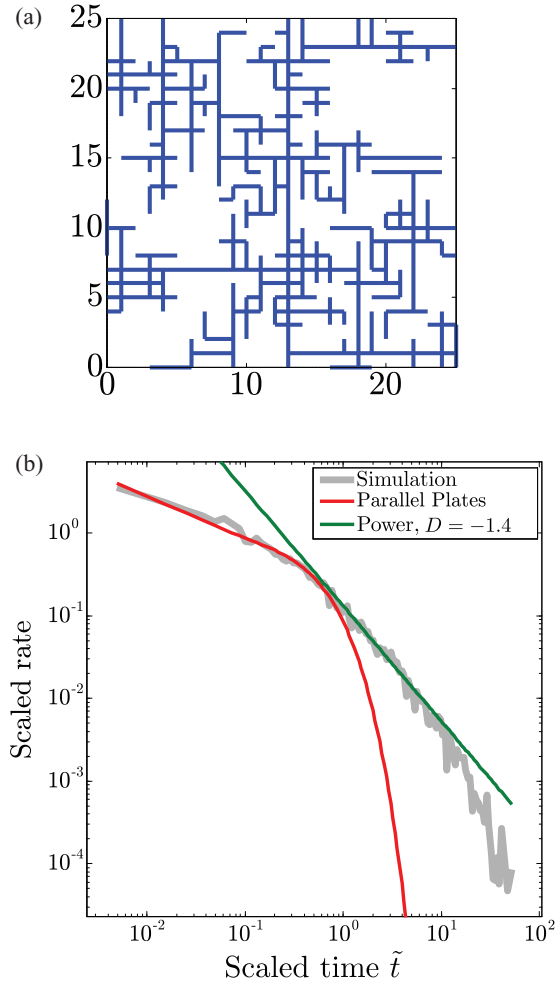 (a)
25
20
15
10
5
0
0 10 20
(b)
Simulation
Parallel Plates
Power, D = −1.4
10^0
10^-1
10^-2
10^-3
10^-4
Scaled rate
10^-2 10^-1 10^0 10^1 10^2
Scaled time t̃